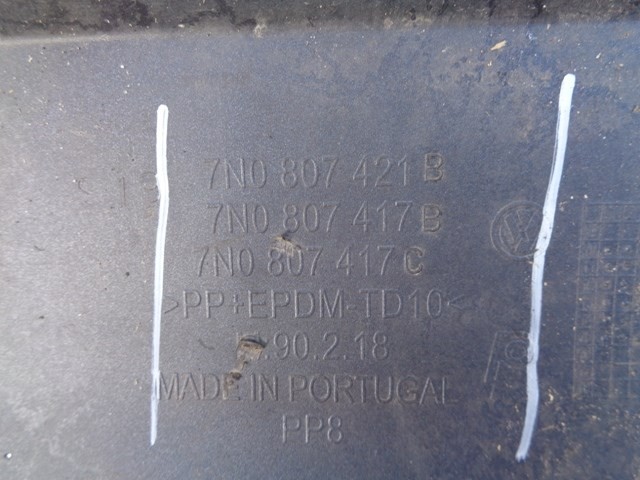 7N0 807 421 B
7N0 807 417 B
7N0 807 417 C
>PP+EPDM-TD10<
.90.2.18
MADE IN PORTUGAL
PP8